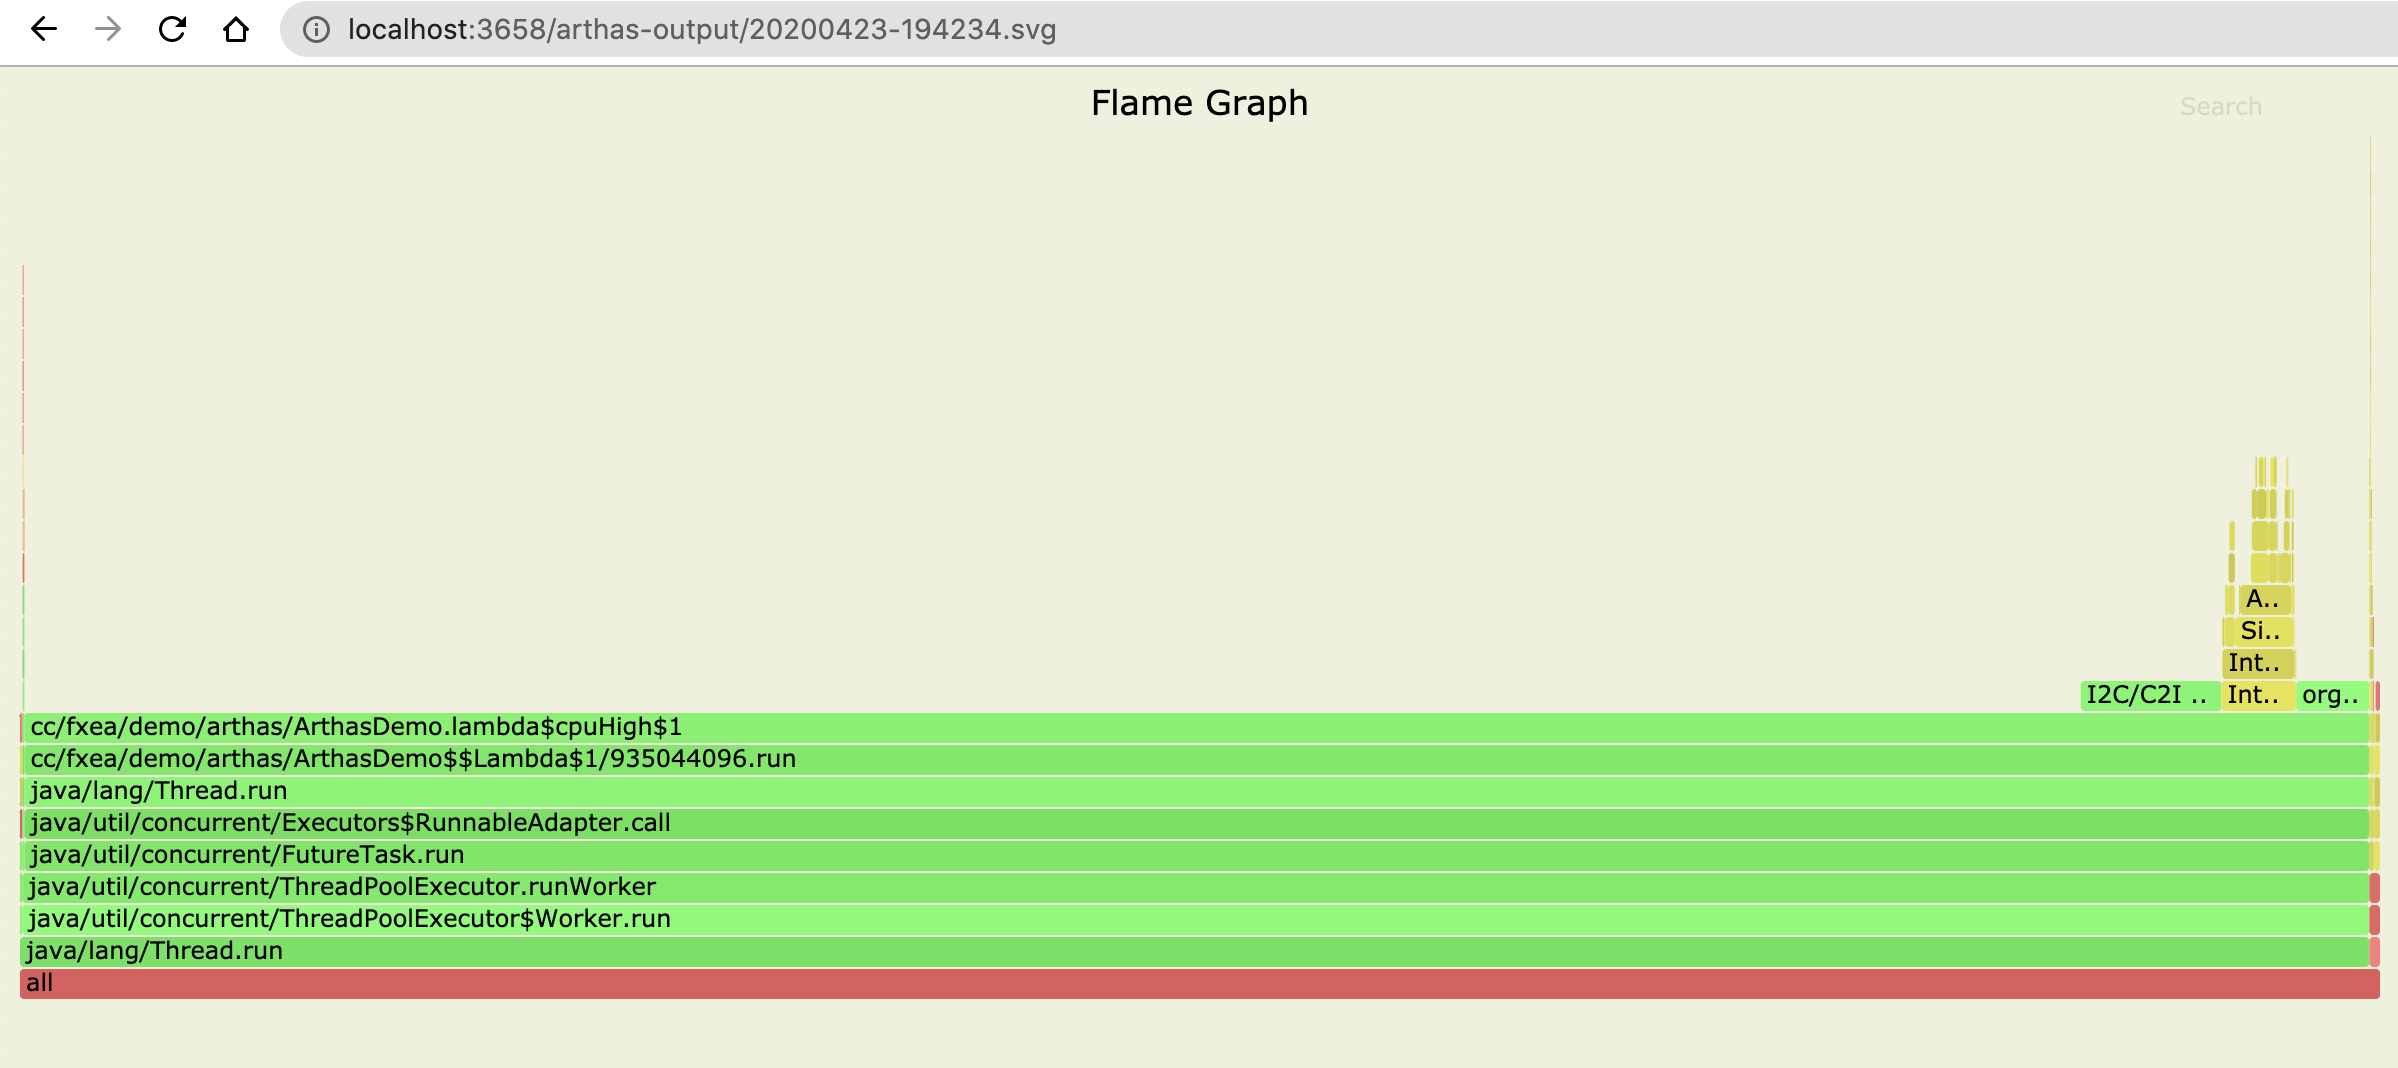 localhost:3658/arthas-output/20200423-194234.svg
Flame Graph
Search
A..
Si..
Int..
I2C/C2I .. Int.. org..
cc/fxea/demo/arthas/ArthasDemo.lambda$cpuHigh$1
cc/fxea/demo/arthas/ArthasDemo$$Lambda$1/935044096.run
java/lang/Thread.run
java/util/concurrent/Executors$RunnableAdapter.call
java/util/concurrent/FutureTask.run
java/util/concurrent/ThreadPoolExecutor.runWorker
java/util/concurrent/ThreadPoolExecutor$Worker.run
java/lang/Thread.run
all